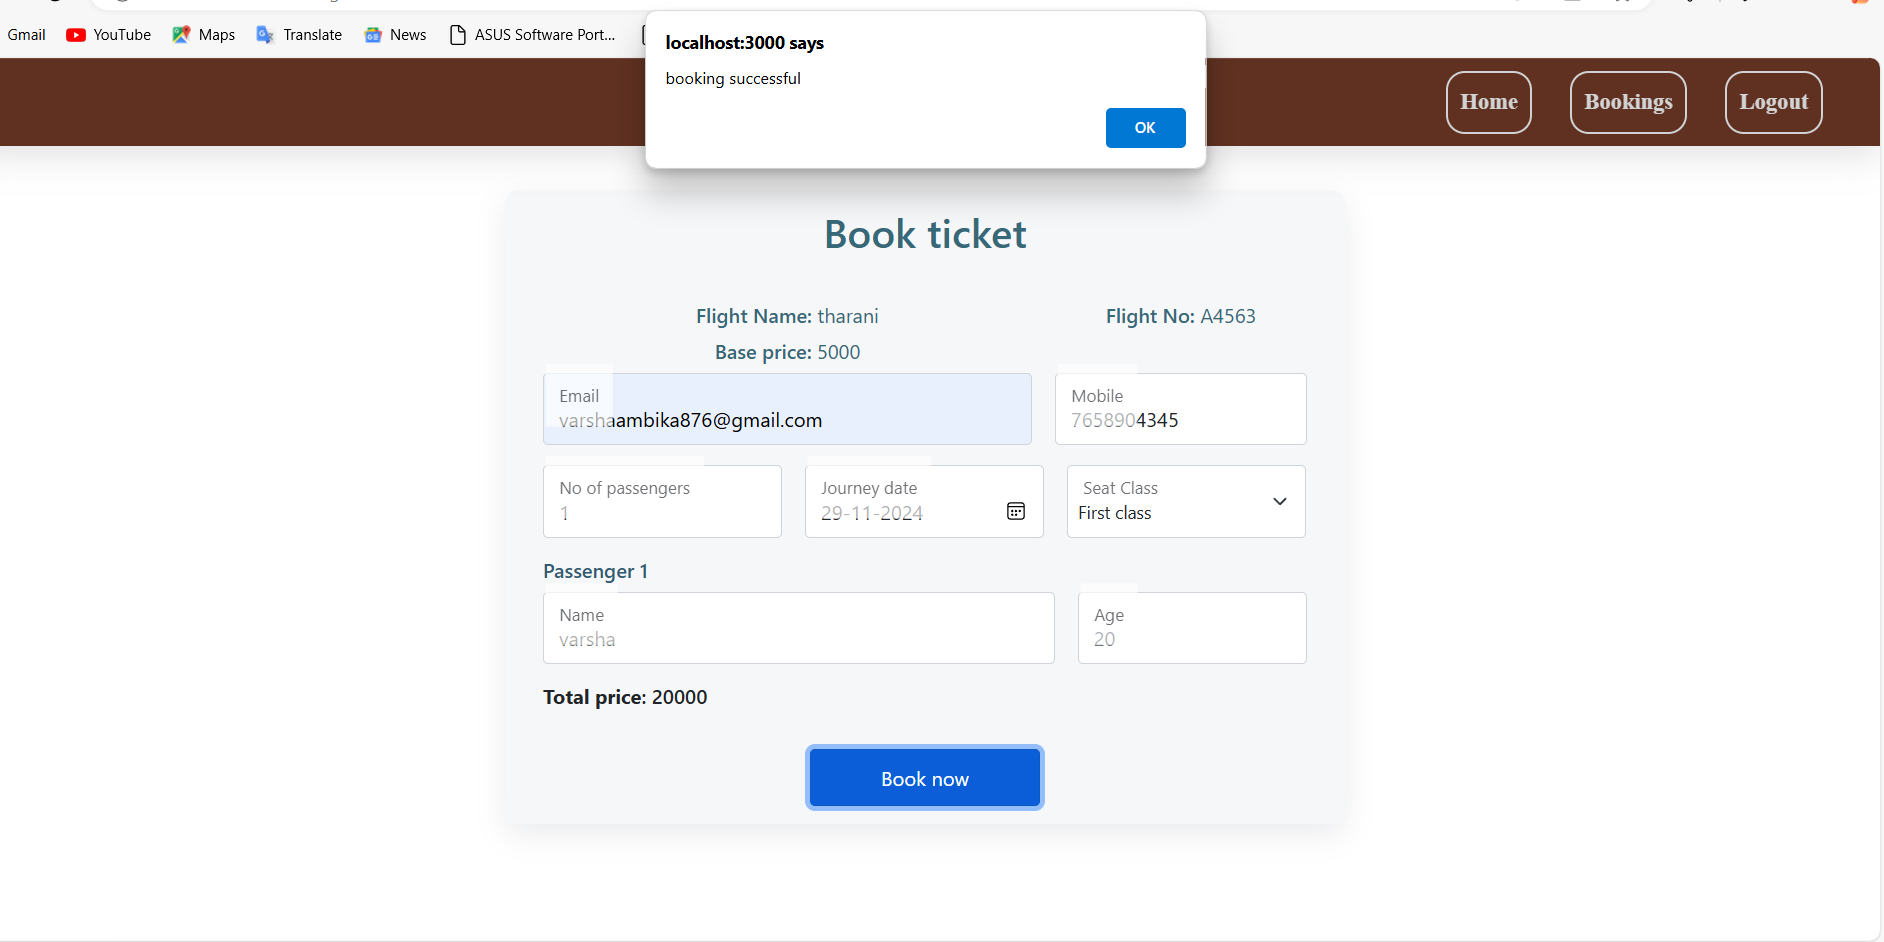 Gmail YouTube Maps Translate News ASUS Software Port...
localhost:3000 says
booking successful
OK
Home Bookings Logout
Book ticket
Flight Name: tharani Flight No: A4563
Base price: 5000
Email Mobile
varshaambika876@gmail.com 7658904345
No of passengers Journey date Seat Class
1 29-11-2024 First class
Passenger 1
Name Age
varsha 20
Total price: 20000
Book now